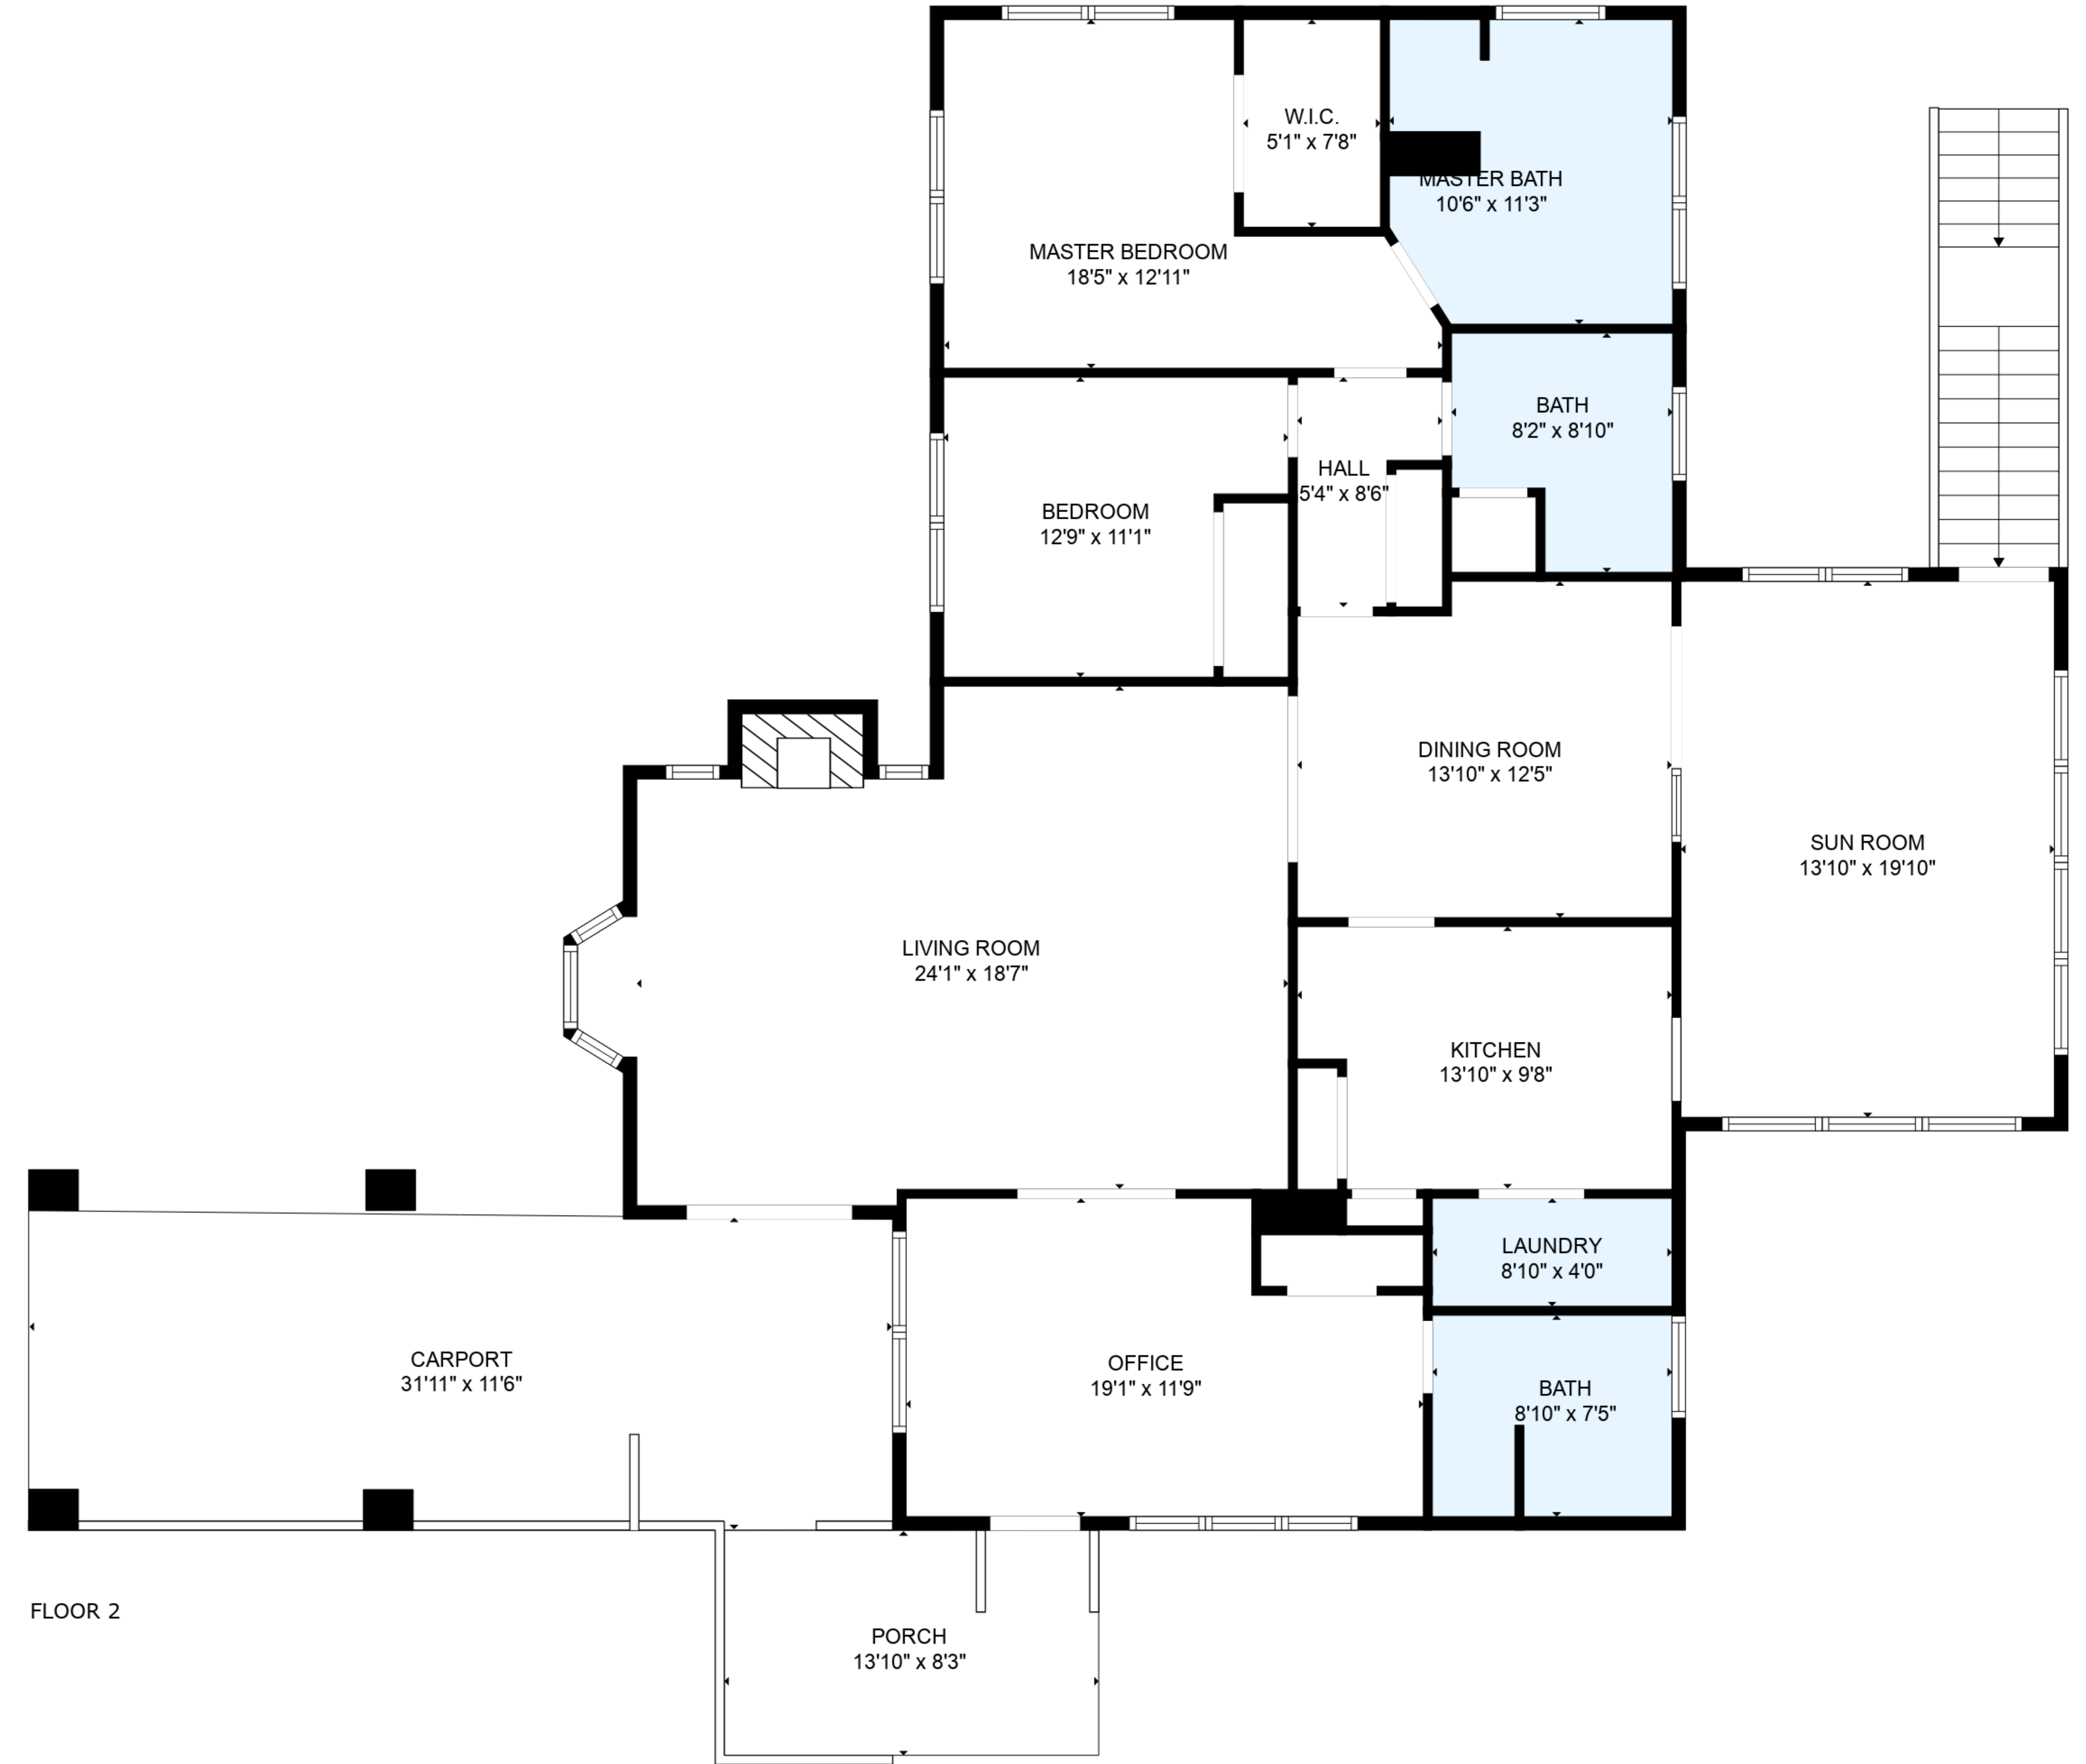 W.I.C.
5'1" x 7'8"
MASTER BATH
10'6" x 11'3"
MASTER BEDROOM
18'5" x 12'11"
BATH
8'2" x 8'10"
HALL
5'4" x 8'6"
BEDROOM
12'9" x 11'1"
DINING ROOM
13'10" x 12'5"
SUN ROOM
13'10" x 19'10"
LIVING ROOM
24'1" x 18'7"
KITCHEN
13'10" x 9'8"
LAUNDRY
8'10" x 4'0"
CARPORT
31'11" x 11'6"
OFFICE
19'1" x 11'9"
BATH
8'10" x 7'5"
FLOOR 2
PORCH
13'10" x 8'3"